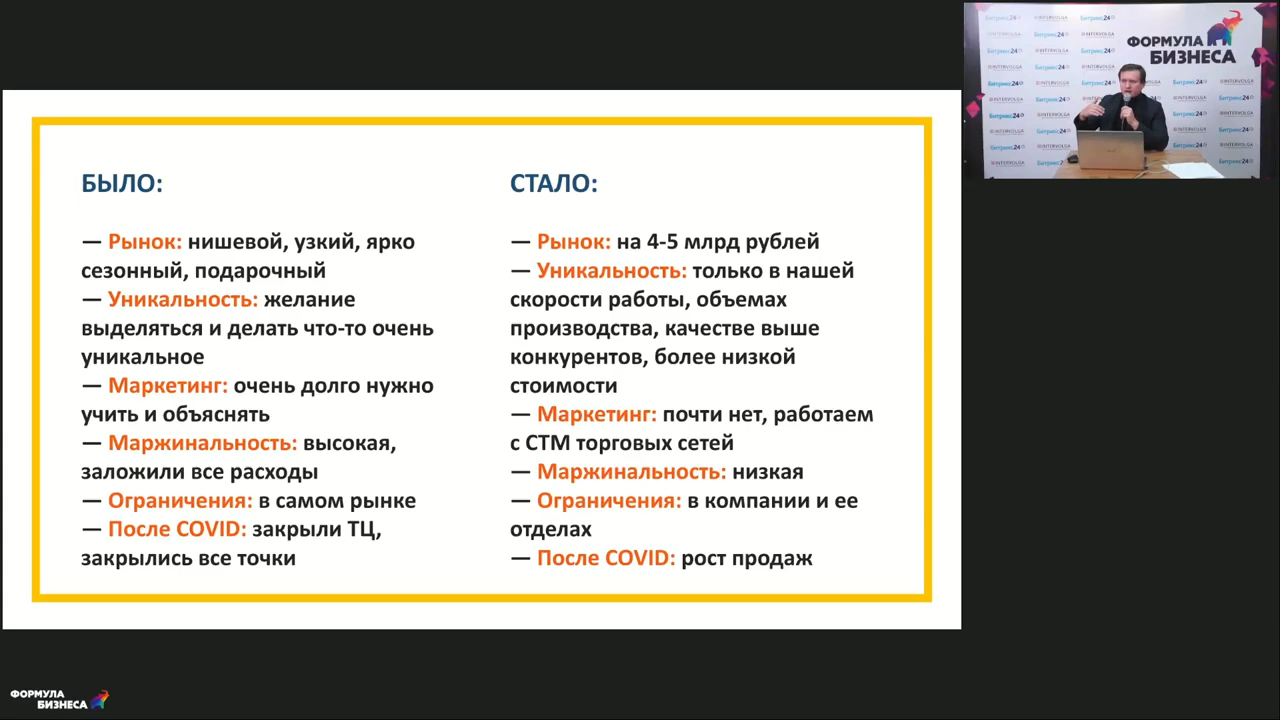 БЫЛО:
— Рынок: нишевой, узкий, ярко
сезонный, подарочный
— Уникальность: желание
выделяться и делать что-то очень
уникальное
— Маркетинг: очень долго нужно
учить и объяснять
— Маржинальность: высокая,
заложили все расходы
— Ограничения: в самом рынке
— После COVID: закрыли ТЦ,
закрылись все точки
СТАЛО:
— Рынок: на 4-5 млрд рублей
— Уникальность: только в нашей
скорости работы, объемах
производства, качестве выше
конкурентов, более низкой
стоимости
— Маркетинг: почти нет, работаем
с СТМ торговых сетей
— Маржинальность: низкая
— Ограничения: в компании и ее
отделах
— После COVID: рост продаж
ФОРМУЛА
БИЗНЕСА
Битрикс24
INTERVOLGA
ФОРМУЛА
БИЗНЕСА